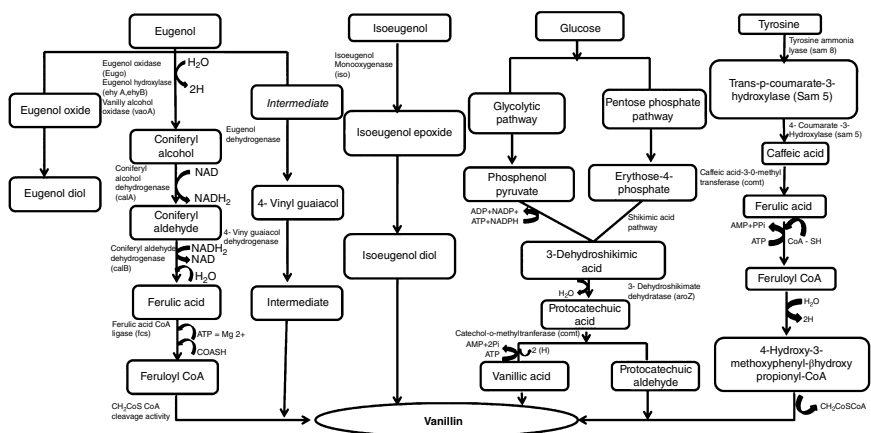 Eugenol
Eugenol oxidase
(Eugo)
Eugenol hydroxylase
(ehy A,ehyB)
Vanilly alcohol
oxidase (vaoA)
H2O
2H
Eugenol oxide
Eugenol diol
Coniferyl
alcohol
Coniferyl
alcohol
dehydrogenase
(calA)
NAD
NADH2
Coniferyl
aldehyde
Coniferyl aldehyde
dehydrogenase
(calB)
NADH2
NAD
H2O
Ferulic acid
Ferulic acid CoA
ligase (fcs)
ATP = Mg 2+
COASH
Feruloyl CoA
CH3CoS CoA
cleavage activity
Intermediate
Eugenol
dehydrogenase
4- Vinyl guaiacol
4- Viny guaiacol
dehydrogenase
Intermediate
Isoeugenol
Isoeugenol
Monooxygenase
(iso)
Isoeugenol epoxide
Isoeugenol diol
Glucose
Glycolytic
pathway
Pentose phosphate
pathway
Phosphenol
pyruvate
Erythose-4-
phosphate
ADP+NADP+
ATP+NADPH
Shikimic acid
pathway
3-Dehydroshikimic
acid
H2O
3- Dehydroshikimate
dehydratase (aroZ)
Protocatechuic
acid
Catechol-o-methyltranferase (comt)
AMP+2Pi
ATP
2 (H)
Vanillic acid
Protocatechuic
aldehyde
Tyrosine
Tyrosine ammonia
lyase (sam 8)
Trans-p-coumarate-3-
hydroxylase (Sam 5)
4- Coumarate -3-
Hydroxylase (sam 5)
Caffeic acid
Caffeic acid-3-0-methyl
transferase (comt)
Ferulic acid
AMP+PPi
ATP
CoA - SH
Feruloyl CoA
H2O
2H
4-Hydroxy-3-
methoxyphenyl-βhydroxy
propionyl-CoA
CH2CoSCoA
Vanillin